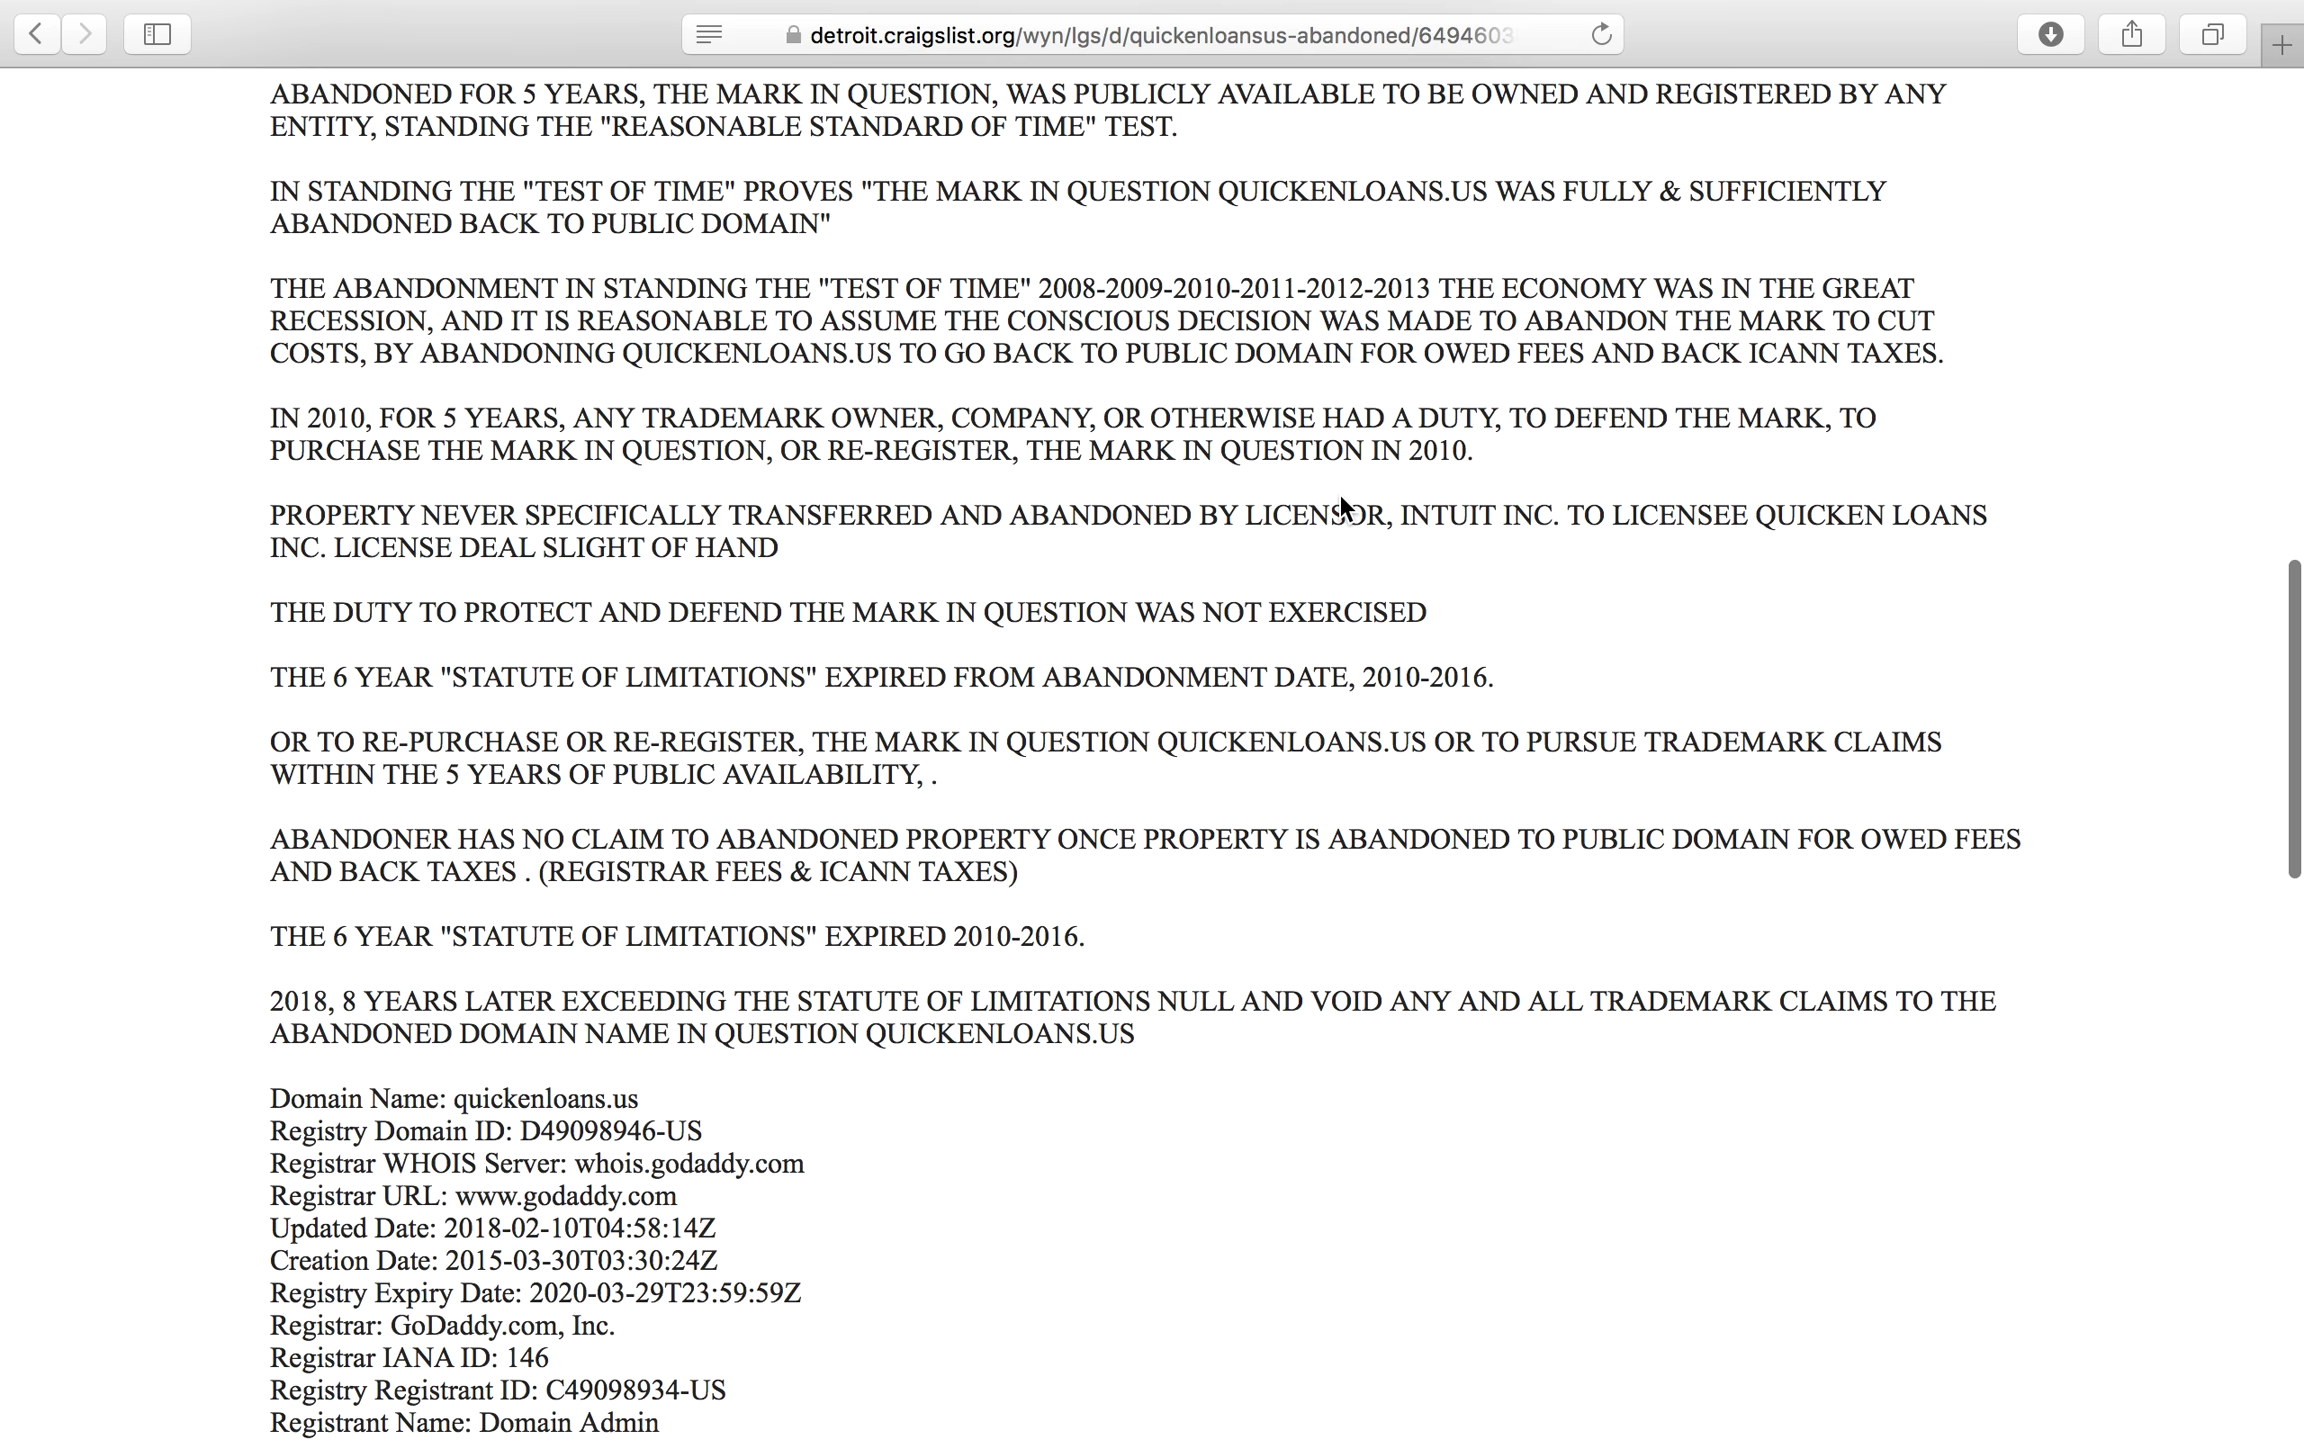 detroit.craigslist.org/wyn/lgs/d/quickenloansus-abandoned/6494603
ABANDONED FOR 5 YEARS, THE MARK IN QUESTION, WAS PUBLICLY AVAILABLE TO BE OWNED AND REGISTERED BY ANY
ENTITY, STANDING THE "REASONABLE STANDARD OF TIME" TEST.
IN STANDING THE "TEST OF TIME" PROVES "THE MARK IN QUESTION QUICKENLOANS.US WAS FULLY & SUFFICIENTLY
ABANDONED BACK TO PUBLIC DOMAIN"
THE ABANDONMENT IN STANDING THE "TEST OF TIME" 2008-2009-2010-2011-2012-2013 THE ECONOMY WAS IN THE GREAT
RECESSION, AND IT IS REASONABLE TO ASSUME THE CONSCIOUS DECISION WAS MADE TO ABANDON THE MARK TO CUT
COSTS, BY ABANDONING QUICKENLOANS.US TO GO BACK TO PUBLIC DOMAIN FOR OWED FEES AND BACK ICANN TAXES.
IN 2010, FOR 5 YEARS, ANY TRADEMARK OWNER, COMPANY, OR OTHERWISE HAD A DUTY, TO DEFEND THE MARK, TO
PURCHASE THE MARK IN QUESTION, OR RE-REGISTER, THE MARK IN QUESTION IN 2010.
PROPERTY NEVER SPECIFICALLY TRANSFERRED AND ABANDONED BY LICENSOR, INTUIT INC. TO LICENSEE QUICKEN LOANS
INC. LICENSE DEAL SLIGHT OF HAND
THE DUTY TO PROTECT AND DEFEND THE MARK IN QUESTION WAS NOT EXERCISED
THE 6 YEAR "STATUTE OF LIMITATIONS" EXPIRED FROM ABANDONMENT DATE, 2010-2016.
OR TO RE-PURCHASE OR RE-REGISTER, THE MARK IN QUESTION QUICKENLOANS.US OR TO PURSUE TRADEMARK CLAIMS
WITHIN THE 5 YEARS OF PUBLIC AVAILABILITY, .
ABANDONER HAS NO CLAIM TO ABANDONED PROPERTY ONCE PROPERTY IS ABANDONED TO PUBLIC DOMAIN FOR OWED FEES
AND BACK TAXES . (REGISTRAR FEES & ICANN TAXES)
THE 6 YEAR "STATUTE OF LIMITATIONS" EXPIRED 2010-2016.
2018, 8 YEARS LATER EXCEEDING THE STATUTE OF LIMITATIONS NULL AND VOID ANY AND ALL TRADEMARK CLAIMS TO THE
ABANDONED DOMAIN NAME IN QUESTION QUICKENLOANS.US
Domain Name: quickenloans.us
Registry Domain ID: D49098946-US
Registrar WHOIS Server: whois.godaddy.com
Registrar URL: www.godaddy.com
Updated Date: 2018-02-10T04:58:14Z
Creation Date: 2015-03-30T03:30:24Z
Registry Expiry Date: 2020-03-29T23:59:59Z
Registrar: GoDaddy.com, Inc.
Registrar IANA ID: 146
Registry Registrant ID: C49098934-US
Registrant Name: Domain Admin